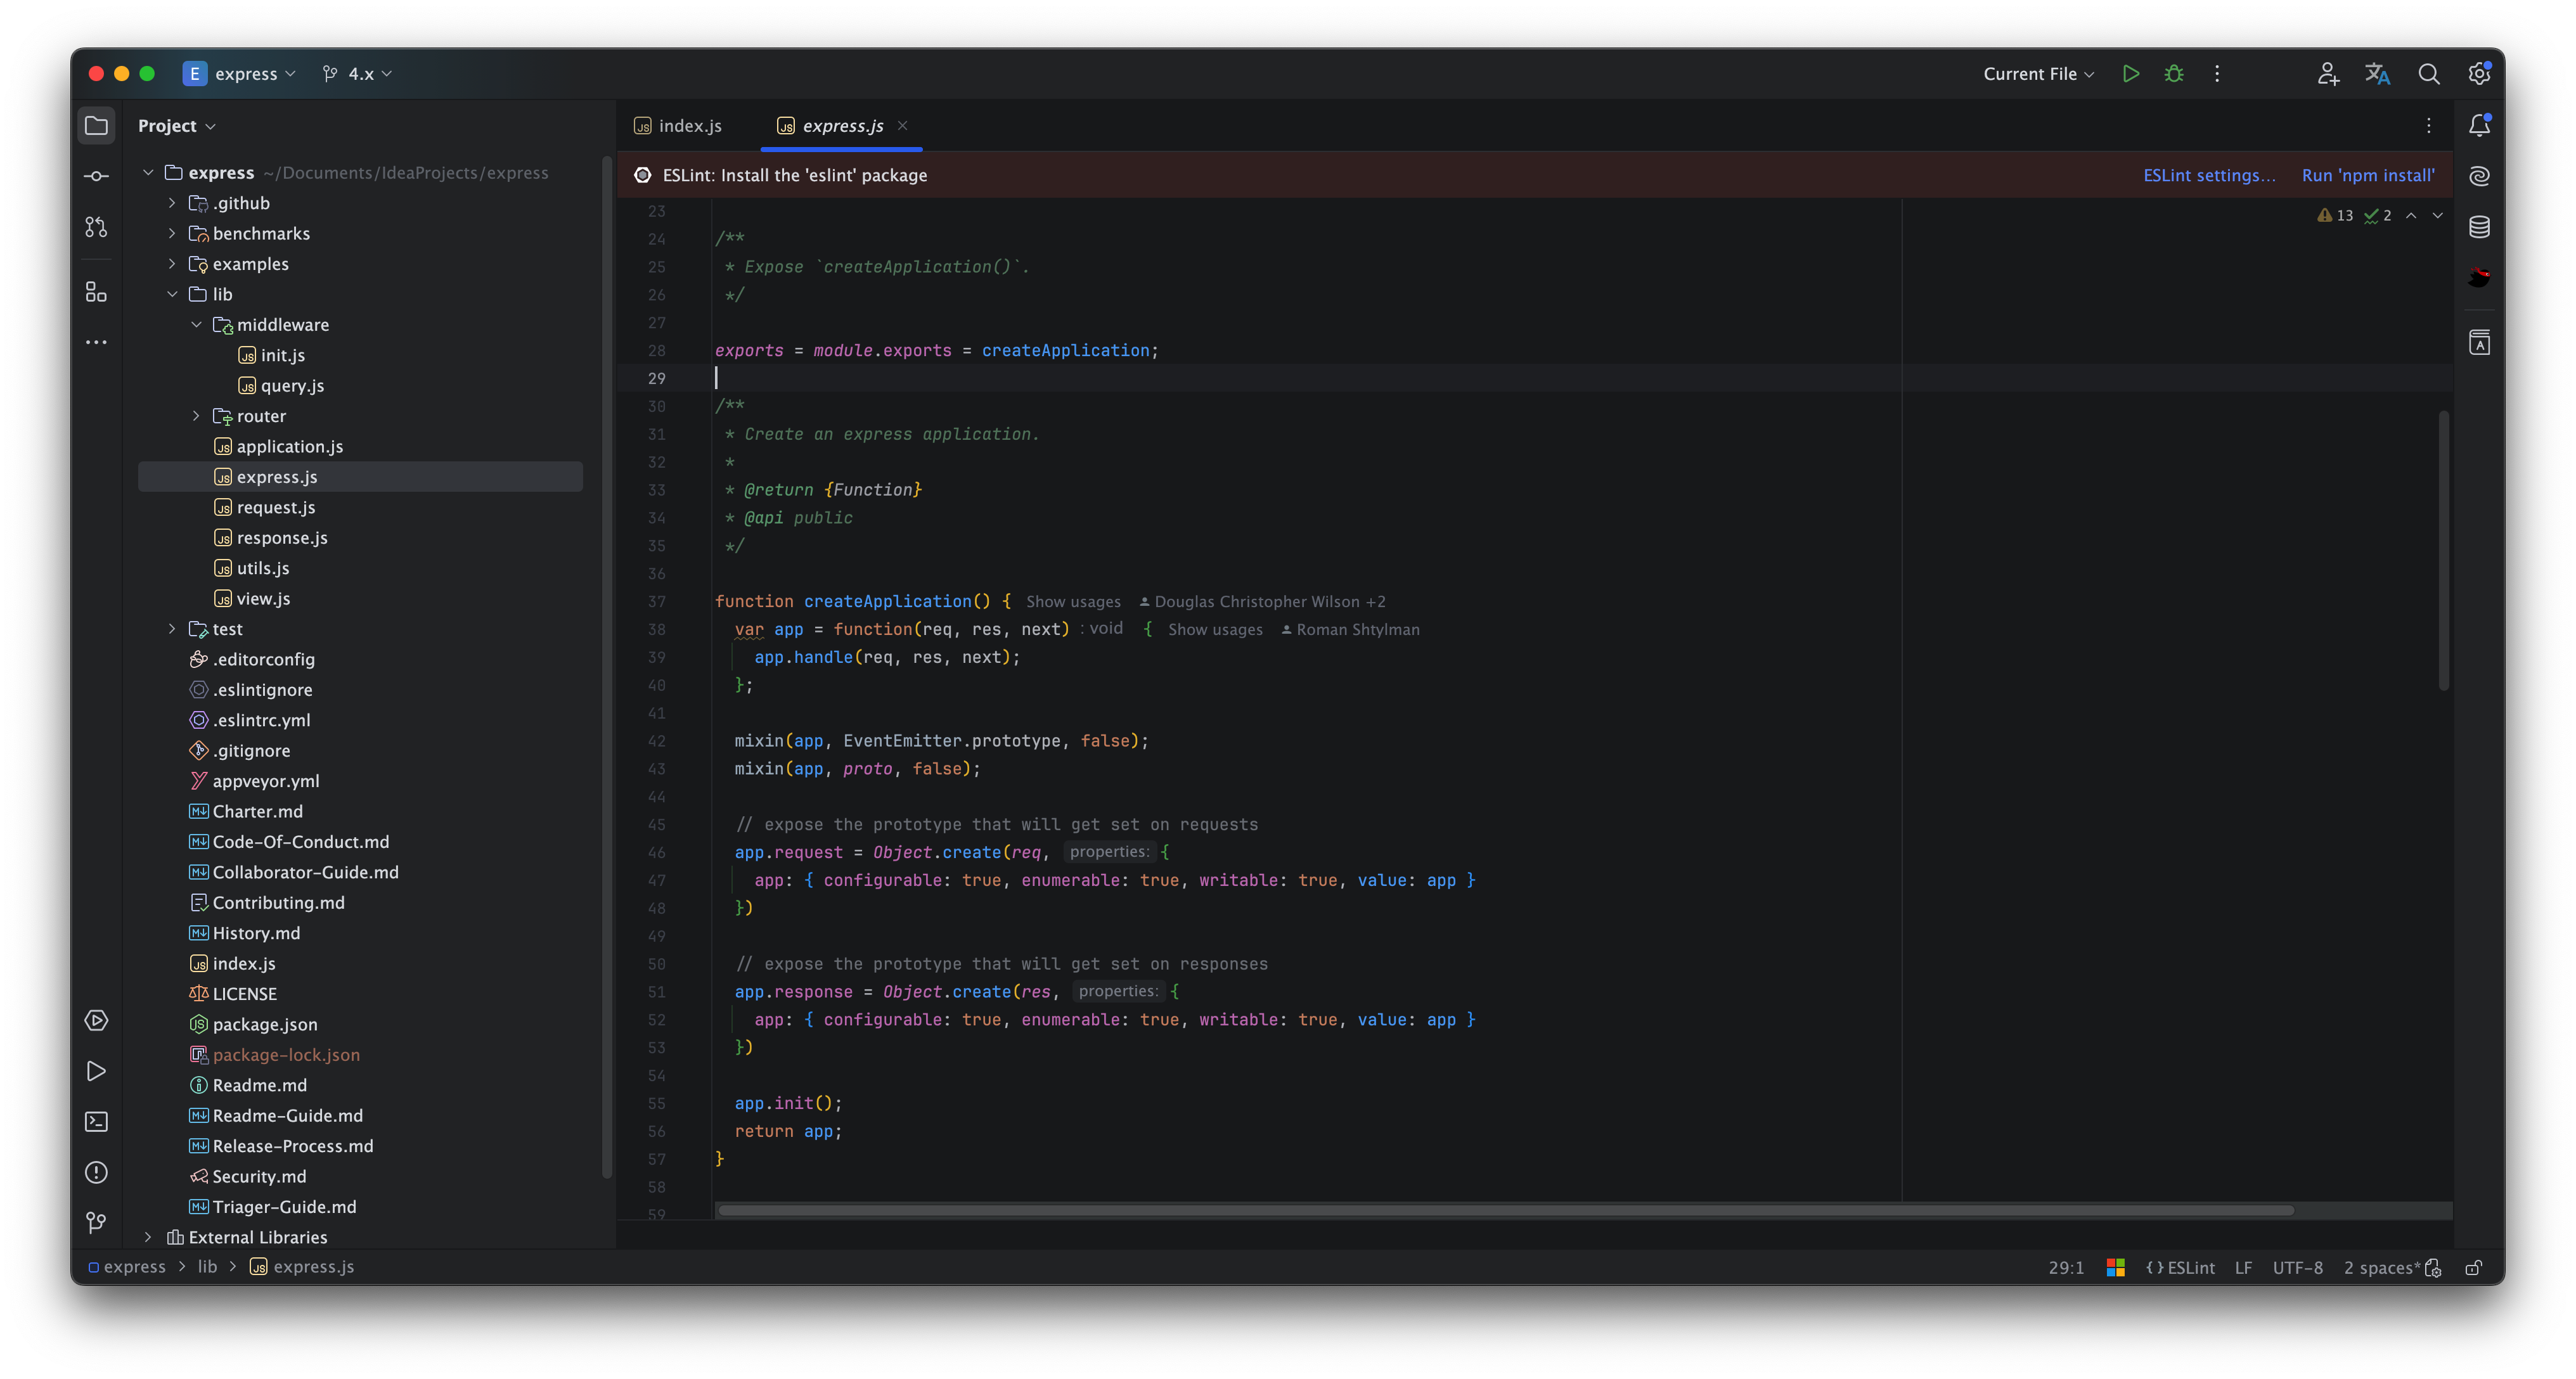 E express 4.x Current File
Project
index.js express.js
express ~/Documents/IdeaProjects/express
.github
benchmarks
examples
lib
middleware
init.js
query.js
router
application.js
express.js
request.js
response.js
utils.js
view.js
test
.editorconfig
.eslintignore
.eslintrc.yml
.gitignore
appveyor.yml
Charter.md
Code-Of-Conduct.md
Collaborator-Guide.md
Contributing.md
History.md
index.js
LICENSE
package.json
package-lock.json
Readme.md
Readme-Guide.md
Release-Process.md
Security.md
Triager-Guide.md
External Libraries
ESLint: Install the 'eslint' package ESLint settings... Run 'npm install'
13 2
23
24 /**
25 * Expose `createApplication()`.
26 */
27
28 exports = module.exports = createApplication;
29
30 /**
31 * Create an express application.
32 *
33 * @return {Function}
34 * @api public
35 */
36
37 function createApplication() { Show usages Douglas Christopher Wilson +2
38 var app = function(req, res, next) : void { Show usages Roman Shtylman
39 app.handle(req, res, next);
40 };
41
42 mixin(app, EventEmitter.prototype, false);
43 mixin(app, proto, false);
44
45 // expose the prototype that will get set on requests
46 app.request = Object.create(req, properties: {
47 app: { configurable: true, enumerable: true, writable: true, value: app }
48 })
49
50 // expose the prototype that will get set on responses
51 app.response = Object.create(res, properties: {
52 app: { configurable: true, enumerable: true, writable: true, value: app }
53 })
54
55 app.init();
56 return app;
57 }
58
59
express > lib > express.js
29:1 {} ESLint LF UTF-8 2 spaces*